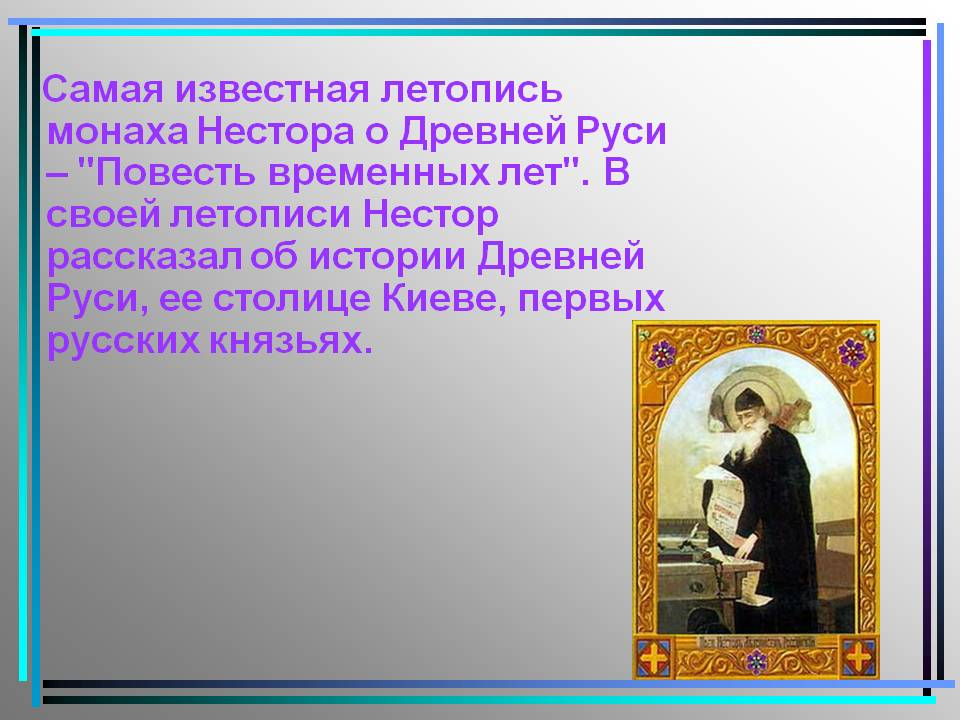 Самая известная летопись
монаха Нестора о Древней Руси
– "Повесть временных лет". В
своей летописи Нестор
рассказал об истории Древней
Руси, ее столице Киеве, первых
русских князьях.